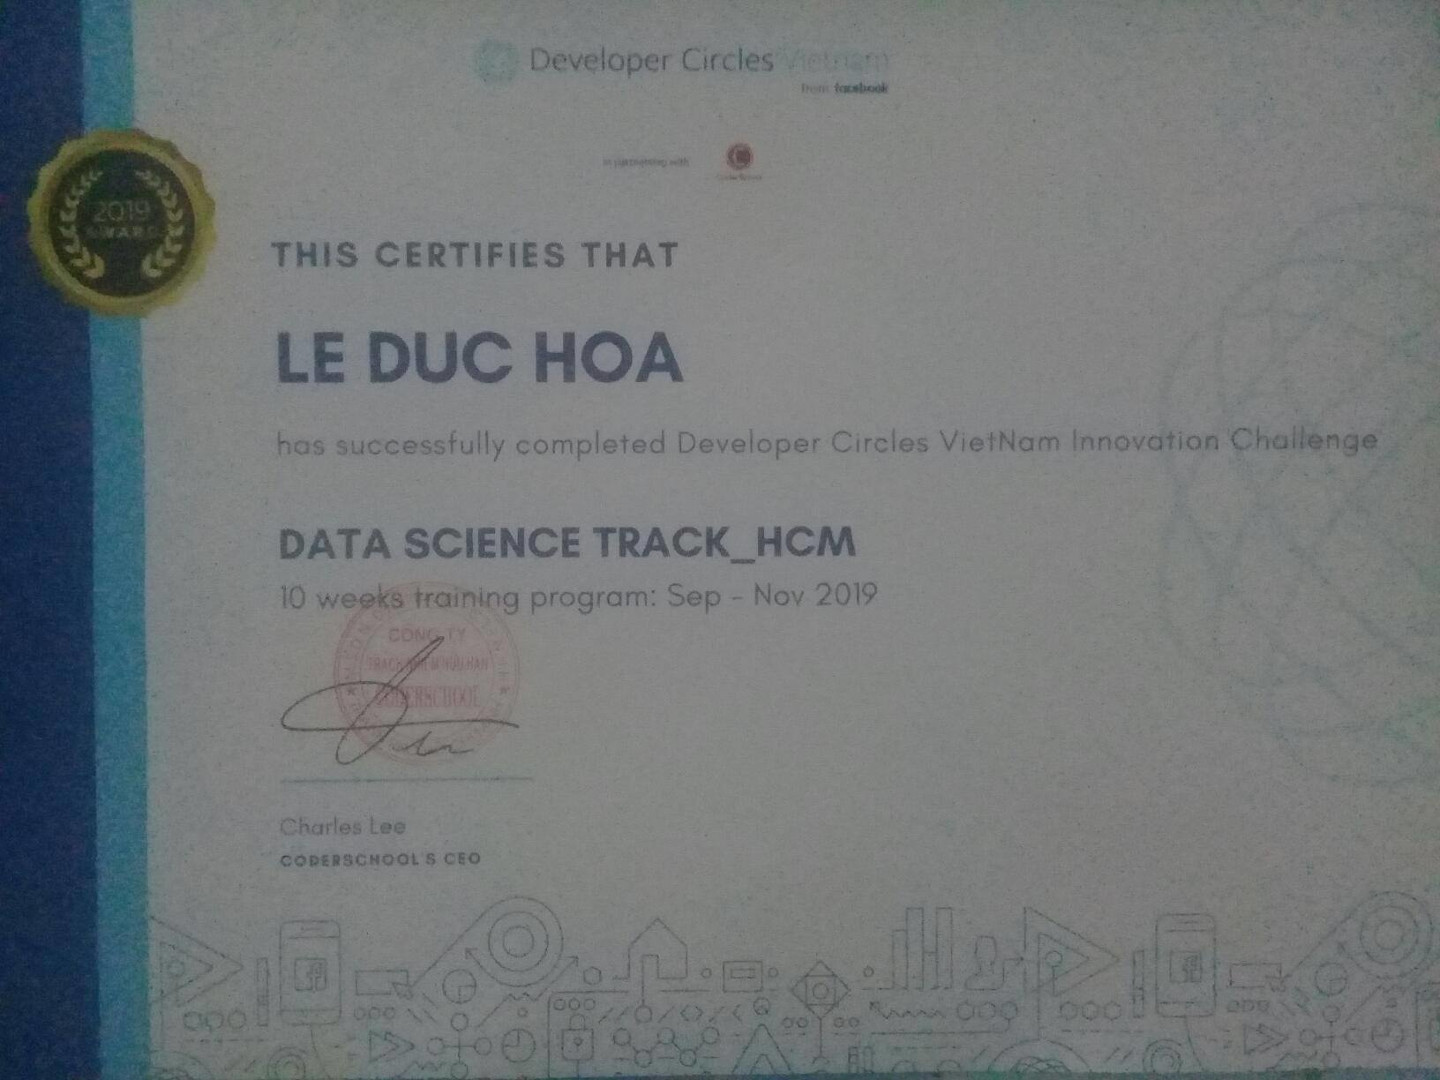 Developer Circles Vietnam
from facebook
in partnership with
2019
AWARD
THIS CERTIFIES THAT
LE DUC HOA
has successfully completed Developer Circles VietNam Innovation Challenge
DATA SCIENCE TRACK_HCM
10 weeks training program: Sep - Nov 2019
CÔNG TY
TRÁCH NHIỆM HỮU HẠN
CODERSCHOOL
Charles Lee
CODERSCHOOL'S CEO